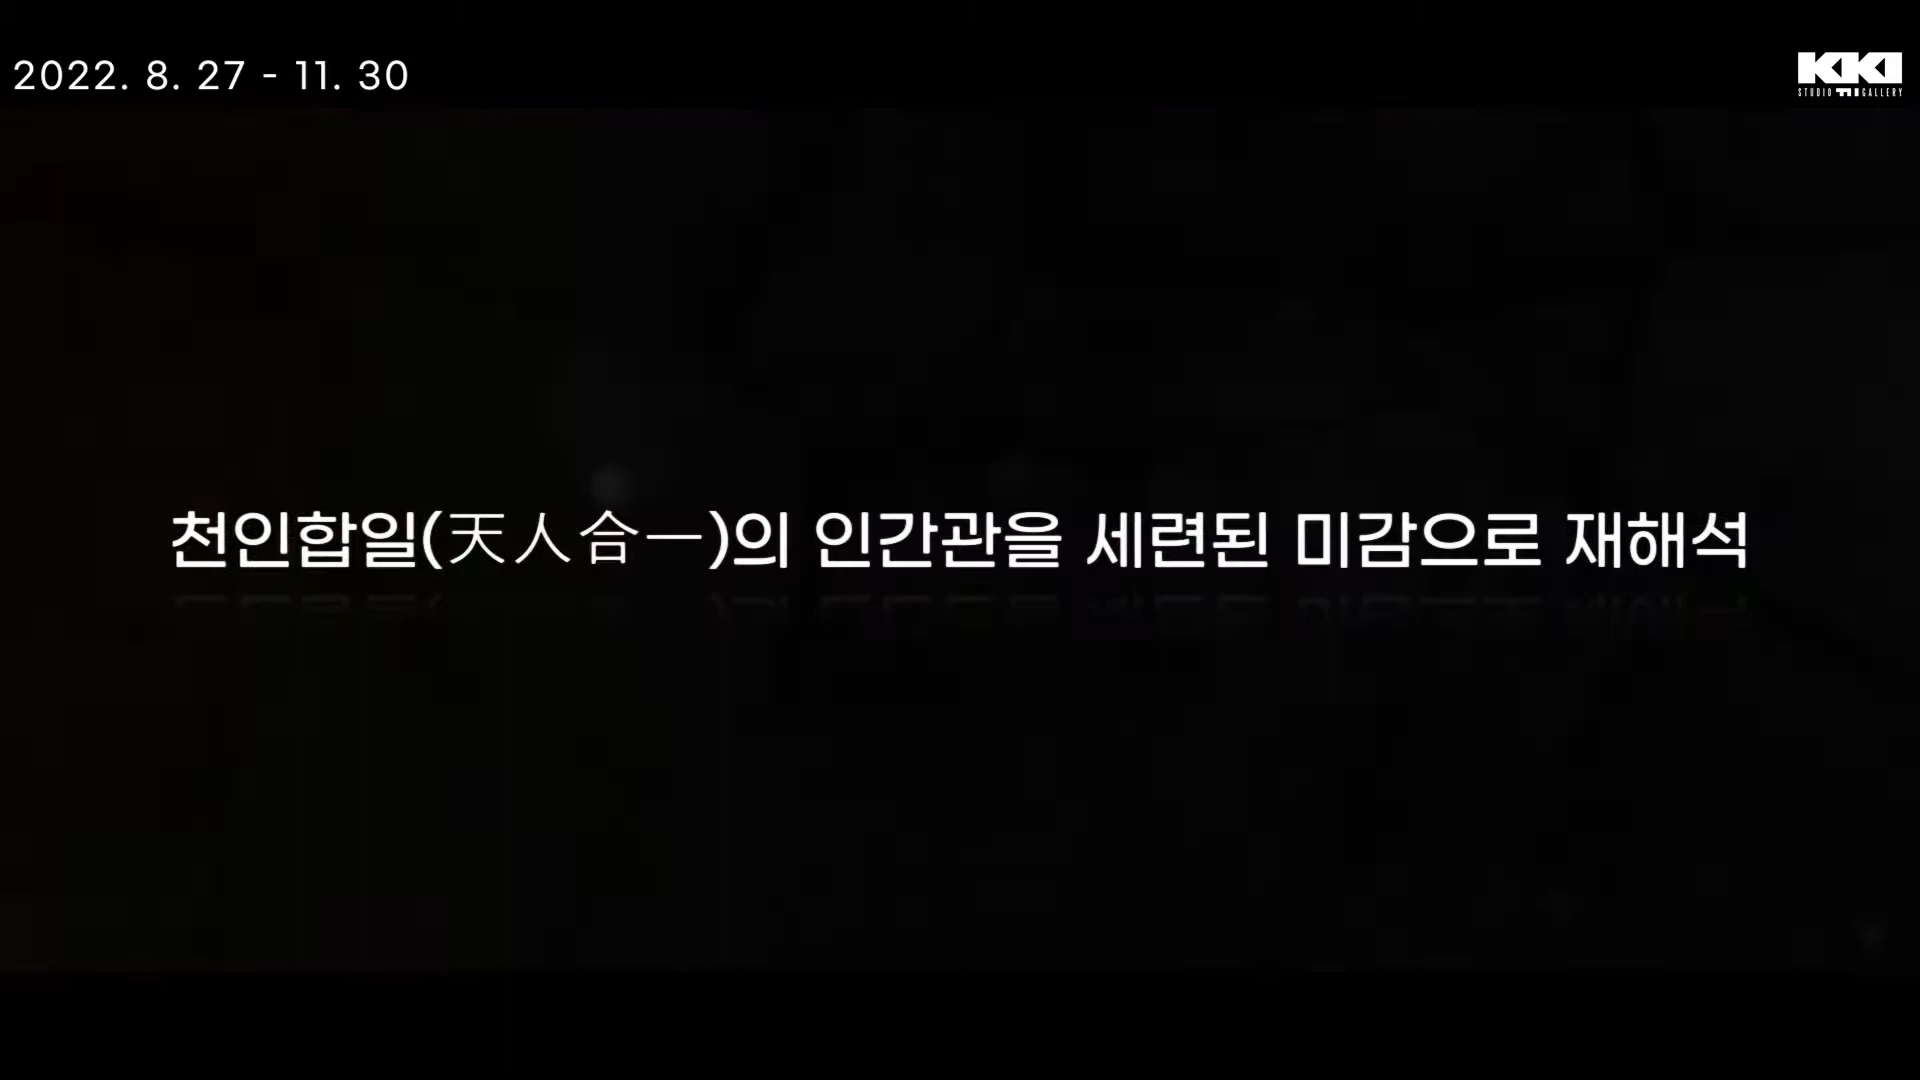 2022. 8. 27 - 11. 30
KKI
STUDIO FI GALLERY
천인합일(天人合一)의 인간관을 세련된 미감으로 재해석